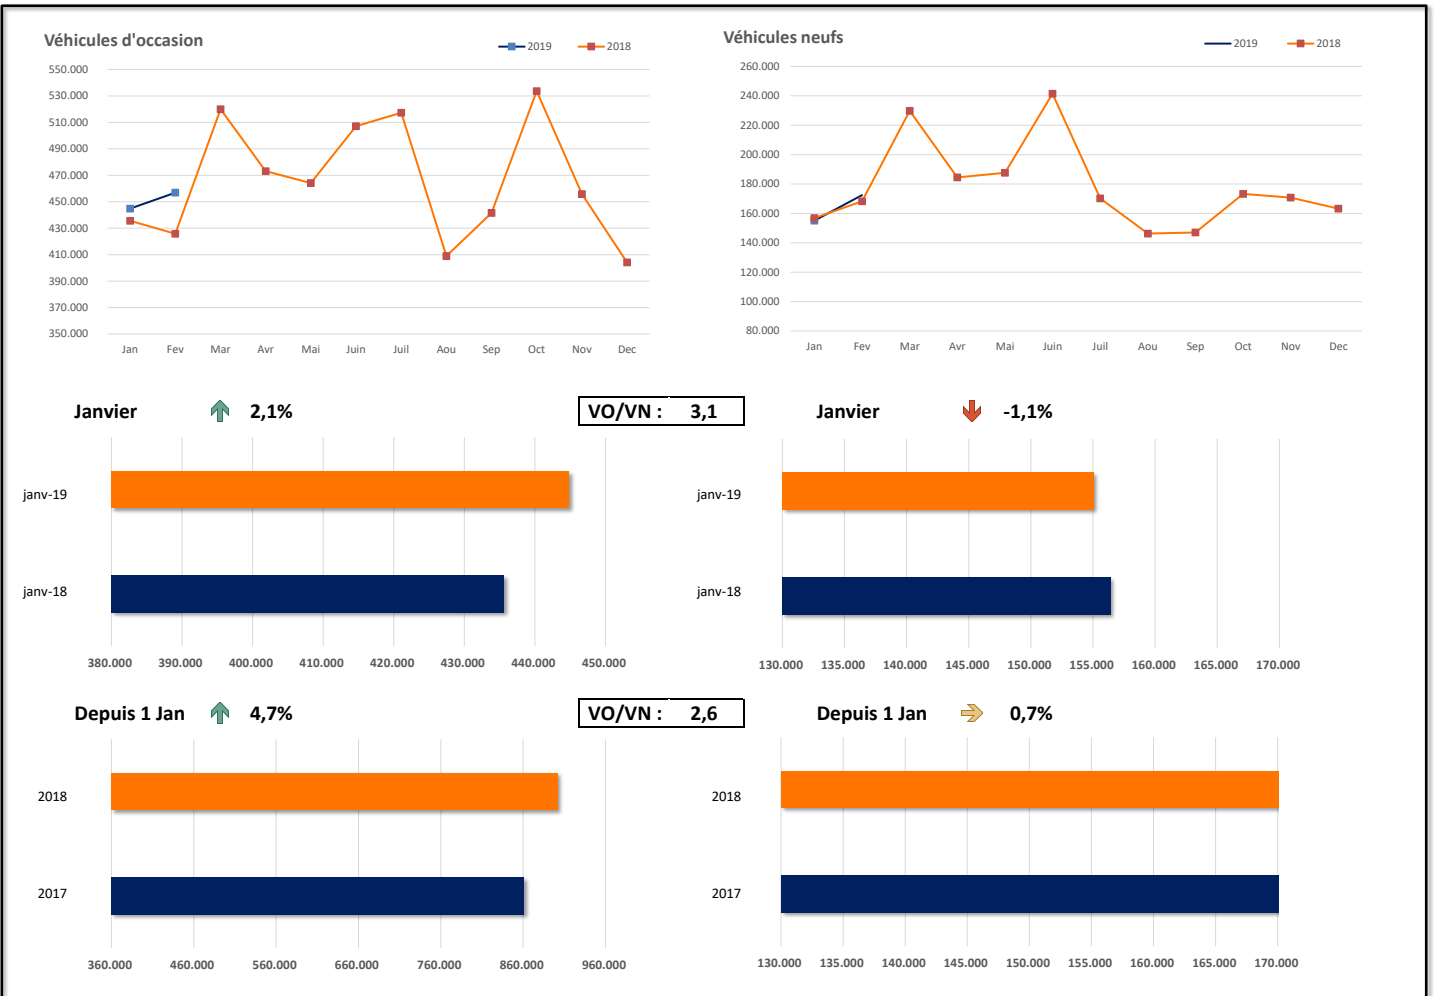 Véhicules d'occasion
2019 2018
550.000
530.000
510.000
490.000
470.000
450.000
430.000
410.000
390.000
370.000
350.000
Jan Fev Mar Avr Mai Juin Juil Aou Sep Oct Nov Dec
Véhicules neufs
2019 2018
260.000
240.000
220.000
200.000
180.000
160.000
140.000
120.000
100.000
80.000
Jan Fev Mar Avr Mai Juin Juil Aou Sep Oct Nov Dec
Janvier 2,1%
VO/VN : 3,1
Janvier -1,1%
janv-19
janv-18
380.000 390.000 400.000 410.000 420.000 430.000 440.000 450.000
janv-19
janv-18
130.000 135.000 140.000 145.000 150.000 155.000 160.000 165.000 170.000
Depuis 1 Jan 4,7%
VO/VN : 2,6
Depuis 1 Jan 0,7%
2018
2017
360.000 460.000 560.000 660.000 760.000 860.000 960.000
2018
2017
130.000 135.000 140.000 145.000 150.000 155.000 160.000 165.000 170.000